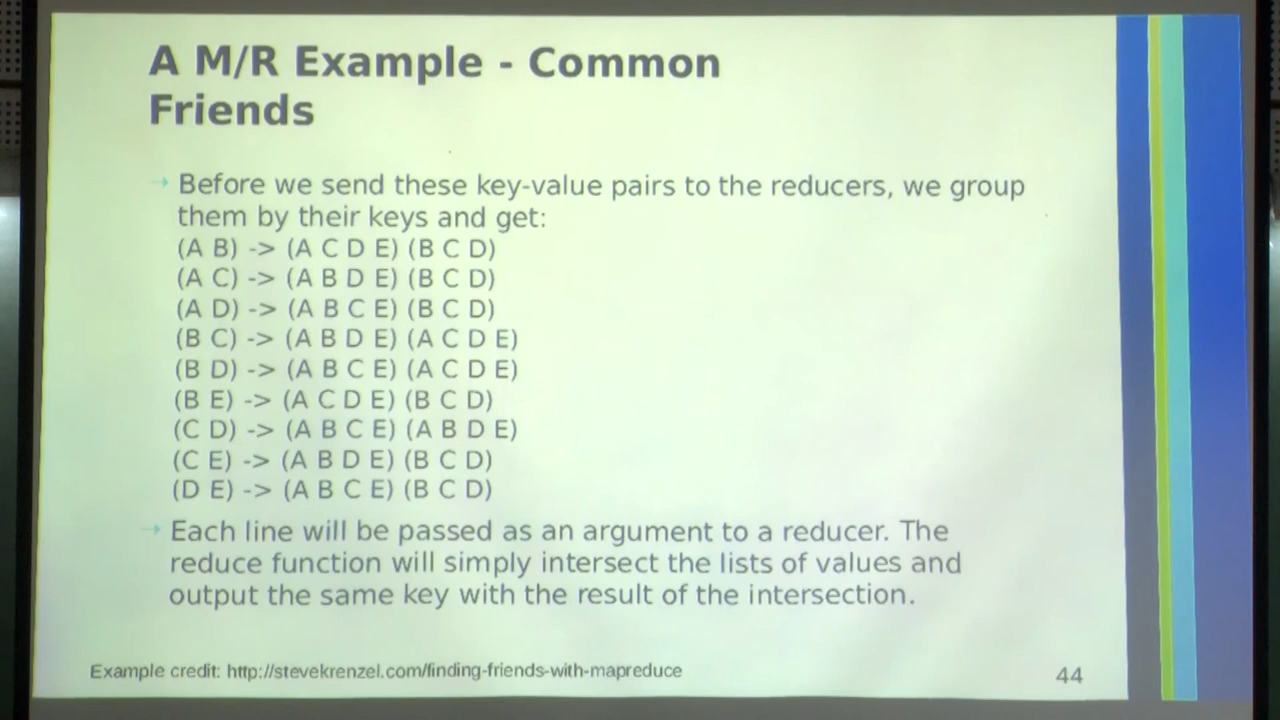 A M/R Example - Common
Friends
Before we send these key-value pairs to the reducers, we group
them by their keys and get:
(A B) -> (A C D E) (B C D)
(A C) -> (A B D E) (B C D)
(A D) -> (A B C E) (B C D)
(B C) -> (A B D E) (A C D E)
(B D) -> (A B C E) (A C D E)
(B E) -> (A C D E) (B C D)
(C D) -> (A B C E) (A B D E)
(C E) -> (A B D E) (B C D)
(D E) -> (A B C E) (B C D)
Each line will be passed as an argument to a reducer. The
reduce function will simply intersect the lists of values and
output the same key with the result of the intersection.
Example credit: http://stevekrenzel.com/finding-friends-with-mapreduce
44